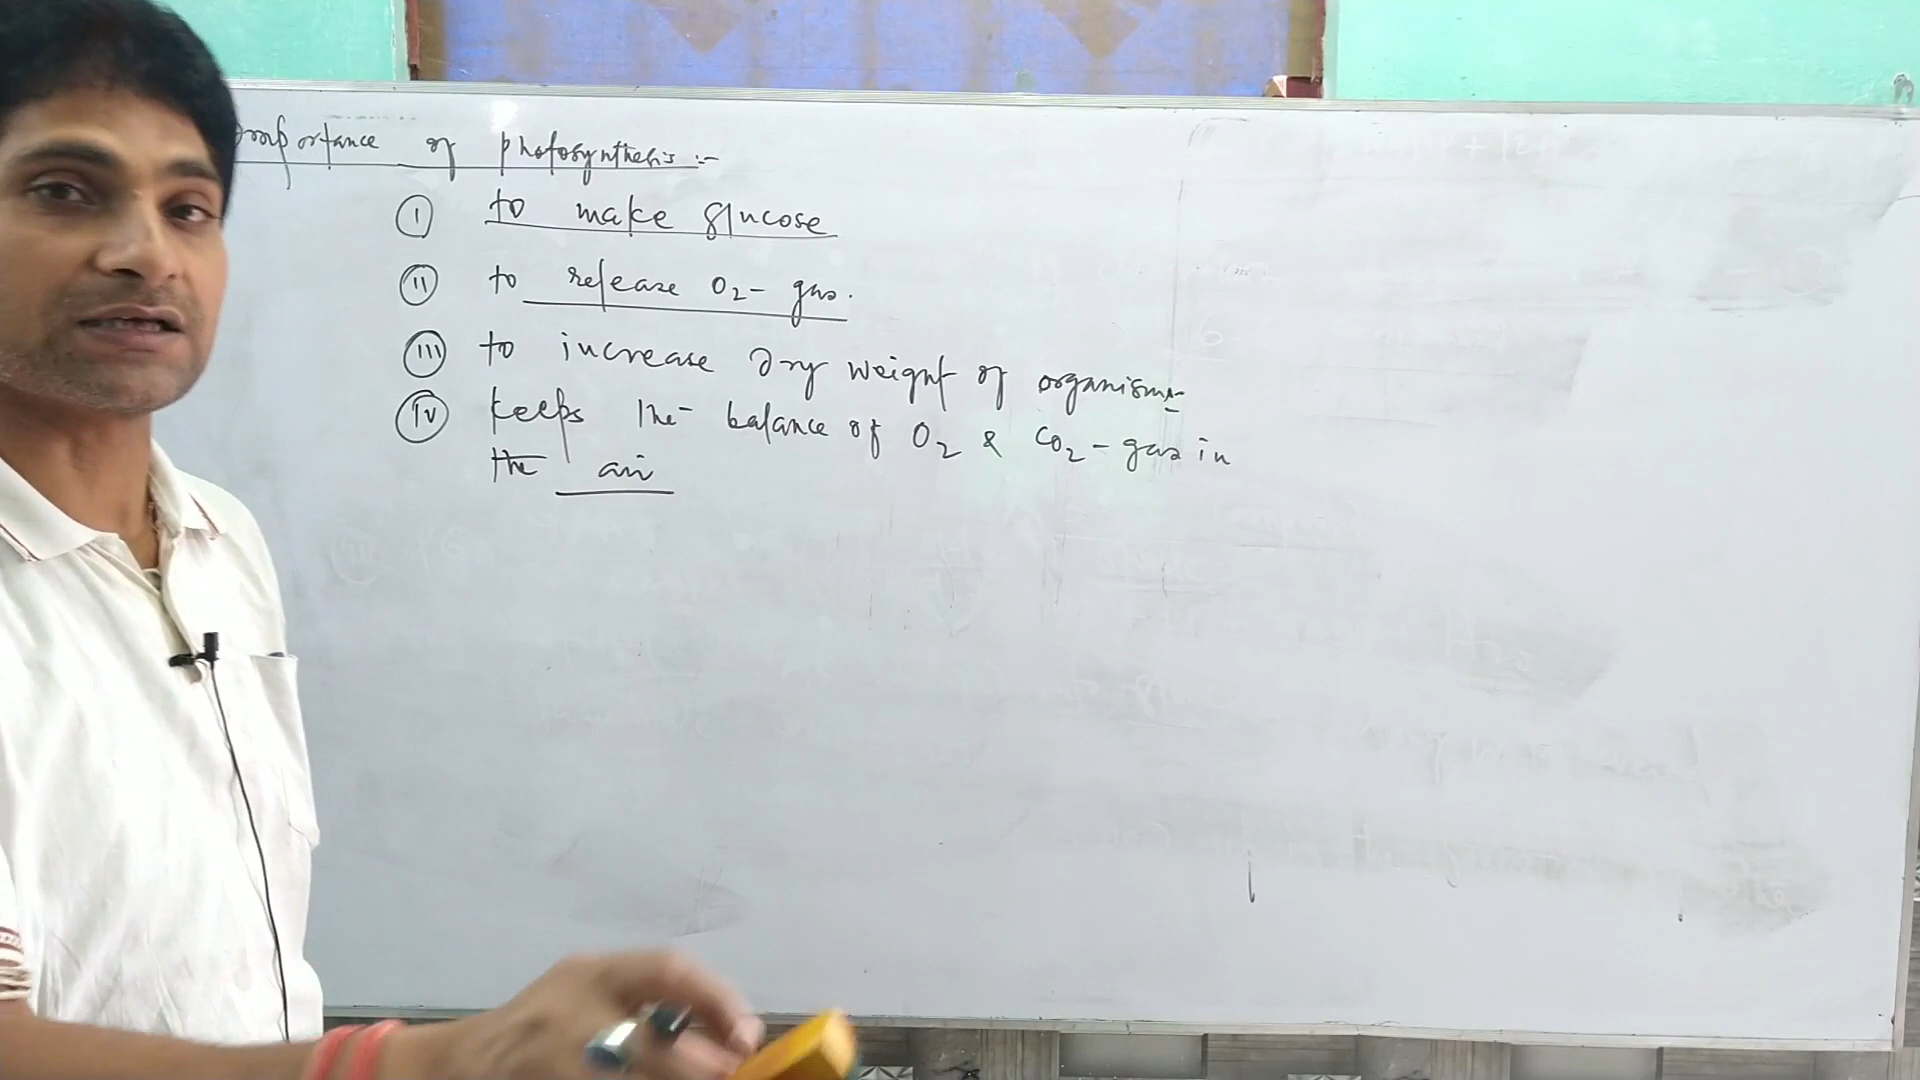 Importance of photosynthesis :-
(i) to make glucose
(ii) to release O2- gas.
(iii) to increase dry weight of organisms
(iv) keeps the balance of O2 & CO2 - gas in
the air